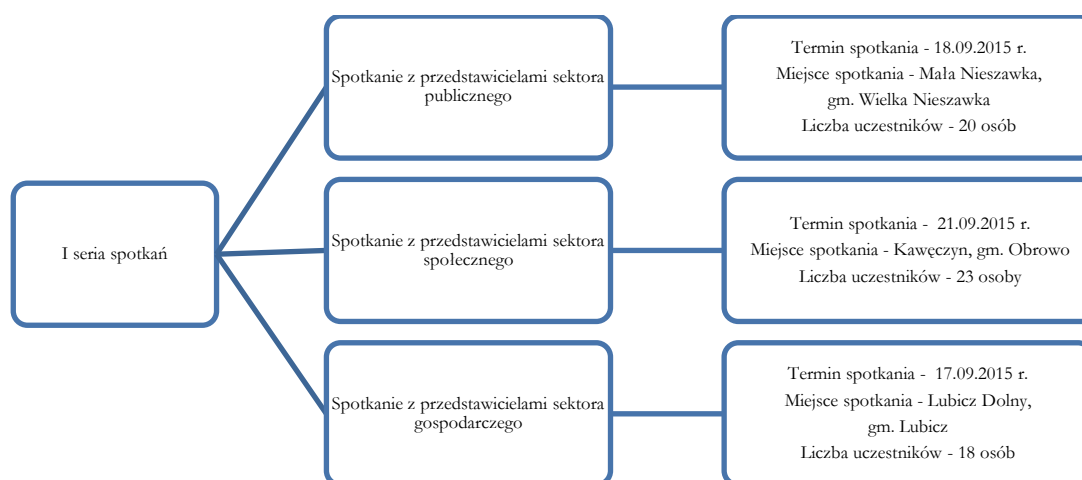 I seria spotkań
Spotkanie z przedstawicielami sektora
publicznego
Termin spotkania - 18.09.2015 r.
Miejsce spotkania - Mała Nieszawka,
gm. Wielka Nieszawka
Liczba uczestników - 20 osób
Spotkanie z przedstawicielami sektora
społecznego
Termin spotkania - 21.09.2015 r.
Miejsce spotkania - Kawęczyn, gm. Obrowo
Liczba uczestników - 23 osoby
Spotkanie z przedstawicielami sektora
gospodarczego
Termin spotkania - 17.09.2015 r.
Miejsce spotkania - Lubicz Dolny,
gm. Lubicz
Liczba uczestników - 18 osób